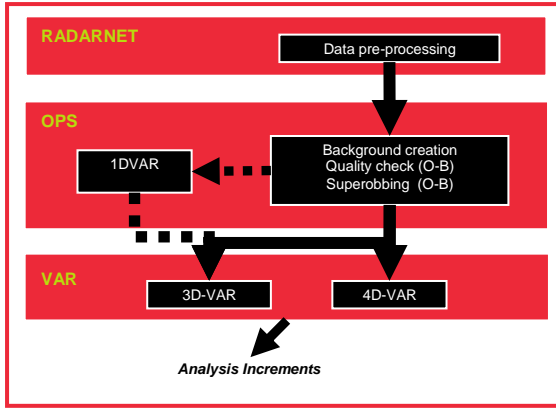 RADARNET
Data pre-processing
OPS
Background creation
Quality check (O-B)
Superobbing (O-B)
1DVAR
VAR
3D-VAR
4D-VAR
Analysis Increments